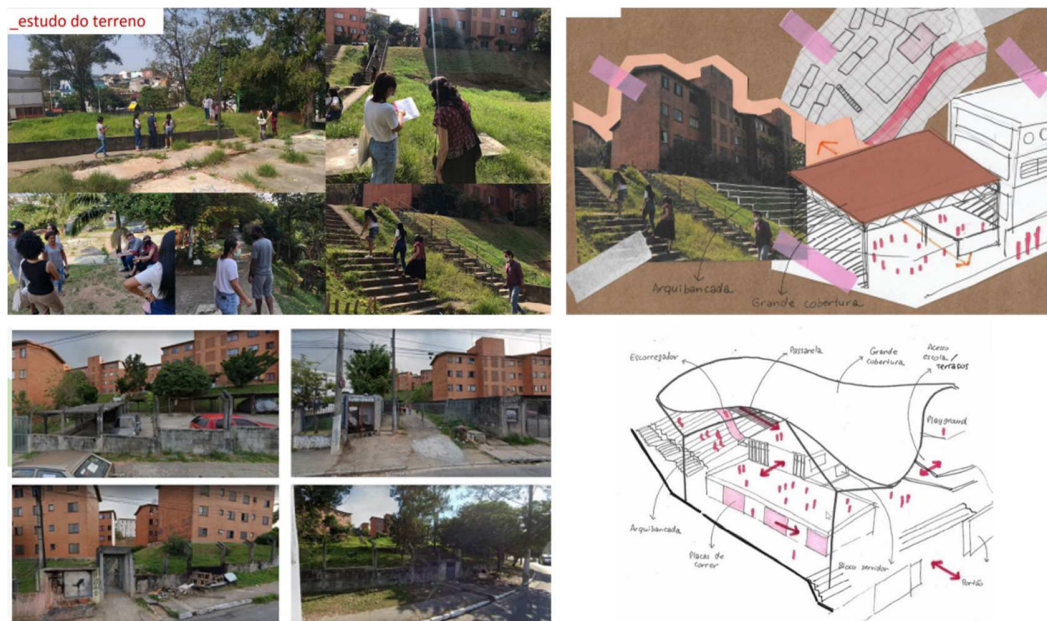 _estudo do terreno
Arquibancada
Grande cobertura
Escorregador
Passarela
Grande
cobertura
Acesso
escola/
terraços
Playground
Arquibancada
Placas de
correr
Bloco servidor
Portão